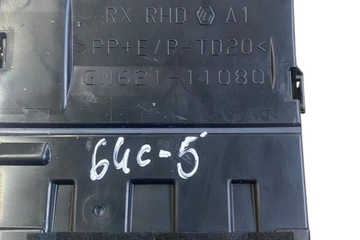 RX RHD A1
>PP+E/P-TD20<
GN621-11080
64c-5